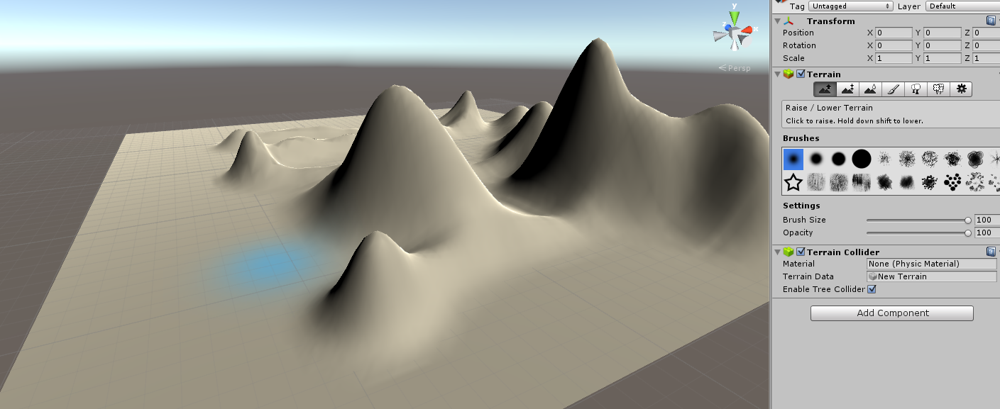 y
z
x
Persp
Tag Untagged Layer Default
Transform
Position X 0 Y 0 Z 0
Rotation X 0 Y 0 Z 0
Scale X 1 Y 1 Z 1
Terrain
Raise / Lower Terrain
Click to raise. Hold down shift to lower.
Brushes
Settings
Brush Size 100
Opacity 100
Terrain Collider
Material None (Physic Material)
Terrain Data New Terrain
Enable Tree Collider
Add Component